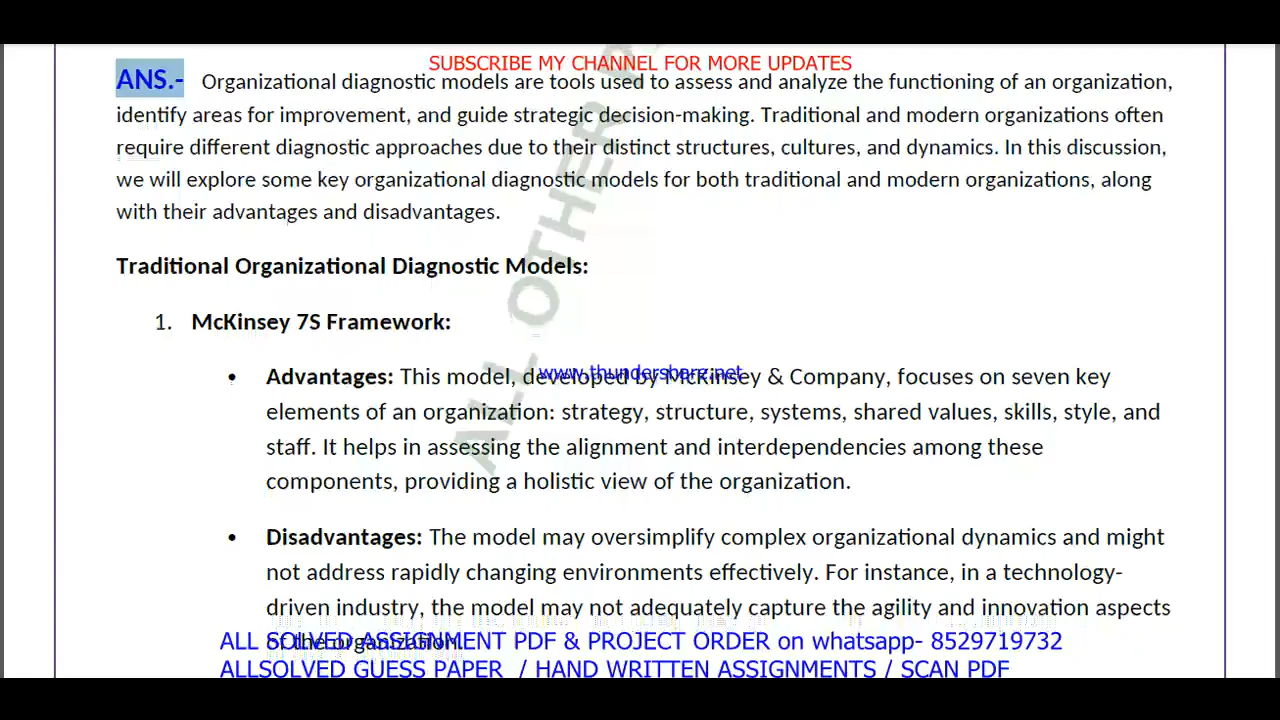 SUBSCRIBE MY CHANNEL FOR MORE UPDATES
ANS.- Organizational diagnostic models are tools used to assess and analyze the functioning of an organization,
identify areas for improvement, and guide strategic decision-making. Traditional and modern organizations often
require different diagnostic approaches due to their distinct structures, cultures, and dynamics. In this discussion,
we will explore some key organizational diagnostic models for both traditional and modern organizations, along
with their advantages and disadvantages.
ALL OTHER
Traditional Organizational Diagnostic Models:
1. McKinsey 7S Framework:
www.thundershare.net
• Advantages: This model, developed by McKinsey & Company, focuses on seven key
elements of an organization: strategy, structure, systems, shared values, skills, style, and
staff. It helps in assessing the alignment and interdependencies among these
components, providing a holistic view of the organization.
• Disadvantages: The model may oversimplify complex organizational dynamics and might
not address rapidly changing environments effectively. For instance, in a technology-
driven industry, the model may not adequately capture the agility and innovation aspects
of the organization.
ALL SOLVED ASSIGNMENT PDF & PROJECT ORDER on whatsapp- 8529719732
ALLSOLVED GUESS PAPER / HAND WRITTEN ASSIGNMENTS / SCAN PDF